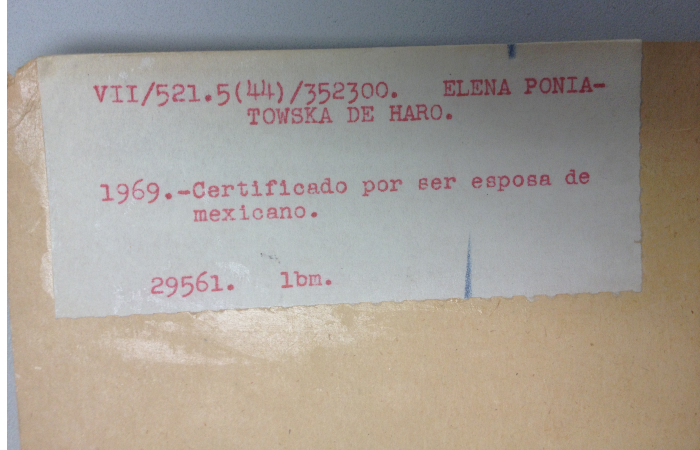 VII/521.5(44)/352300. ELENA PONIA-
TOWSKA DE HARO.
1969.-Certificado por ser esposa de
mexicano.
29561. lbm.